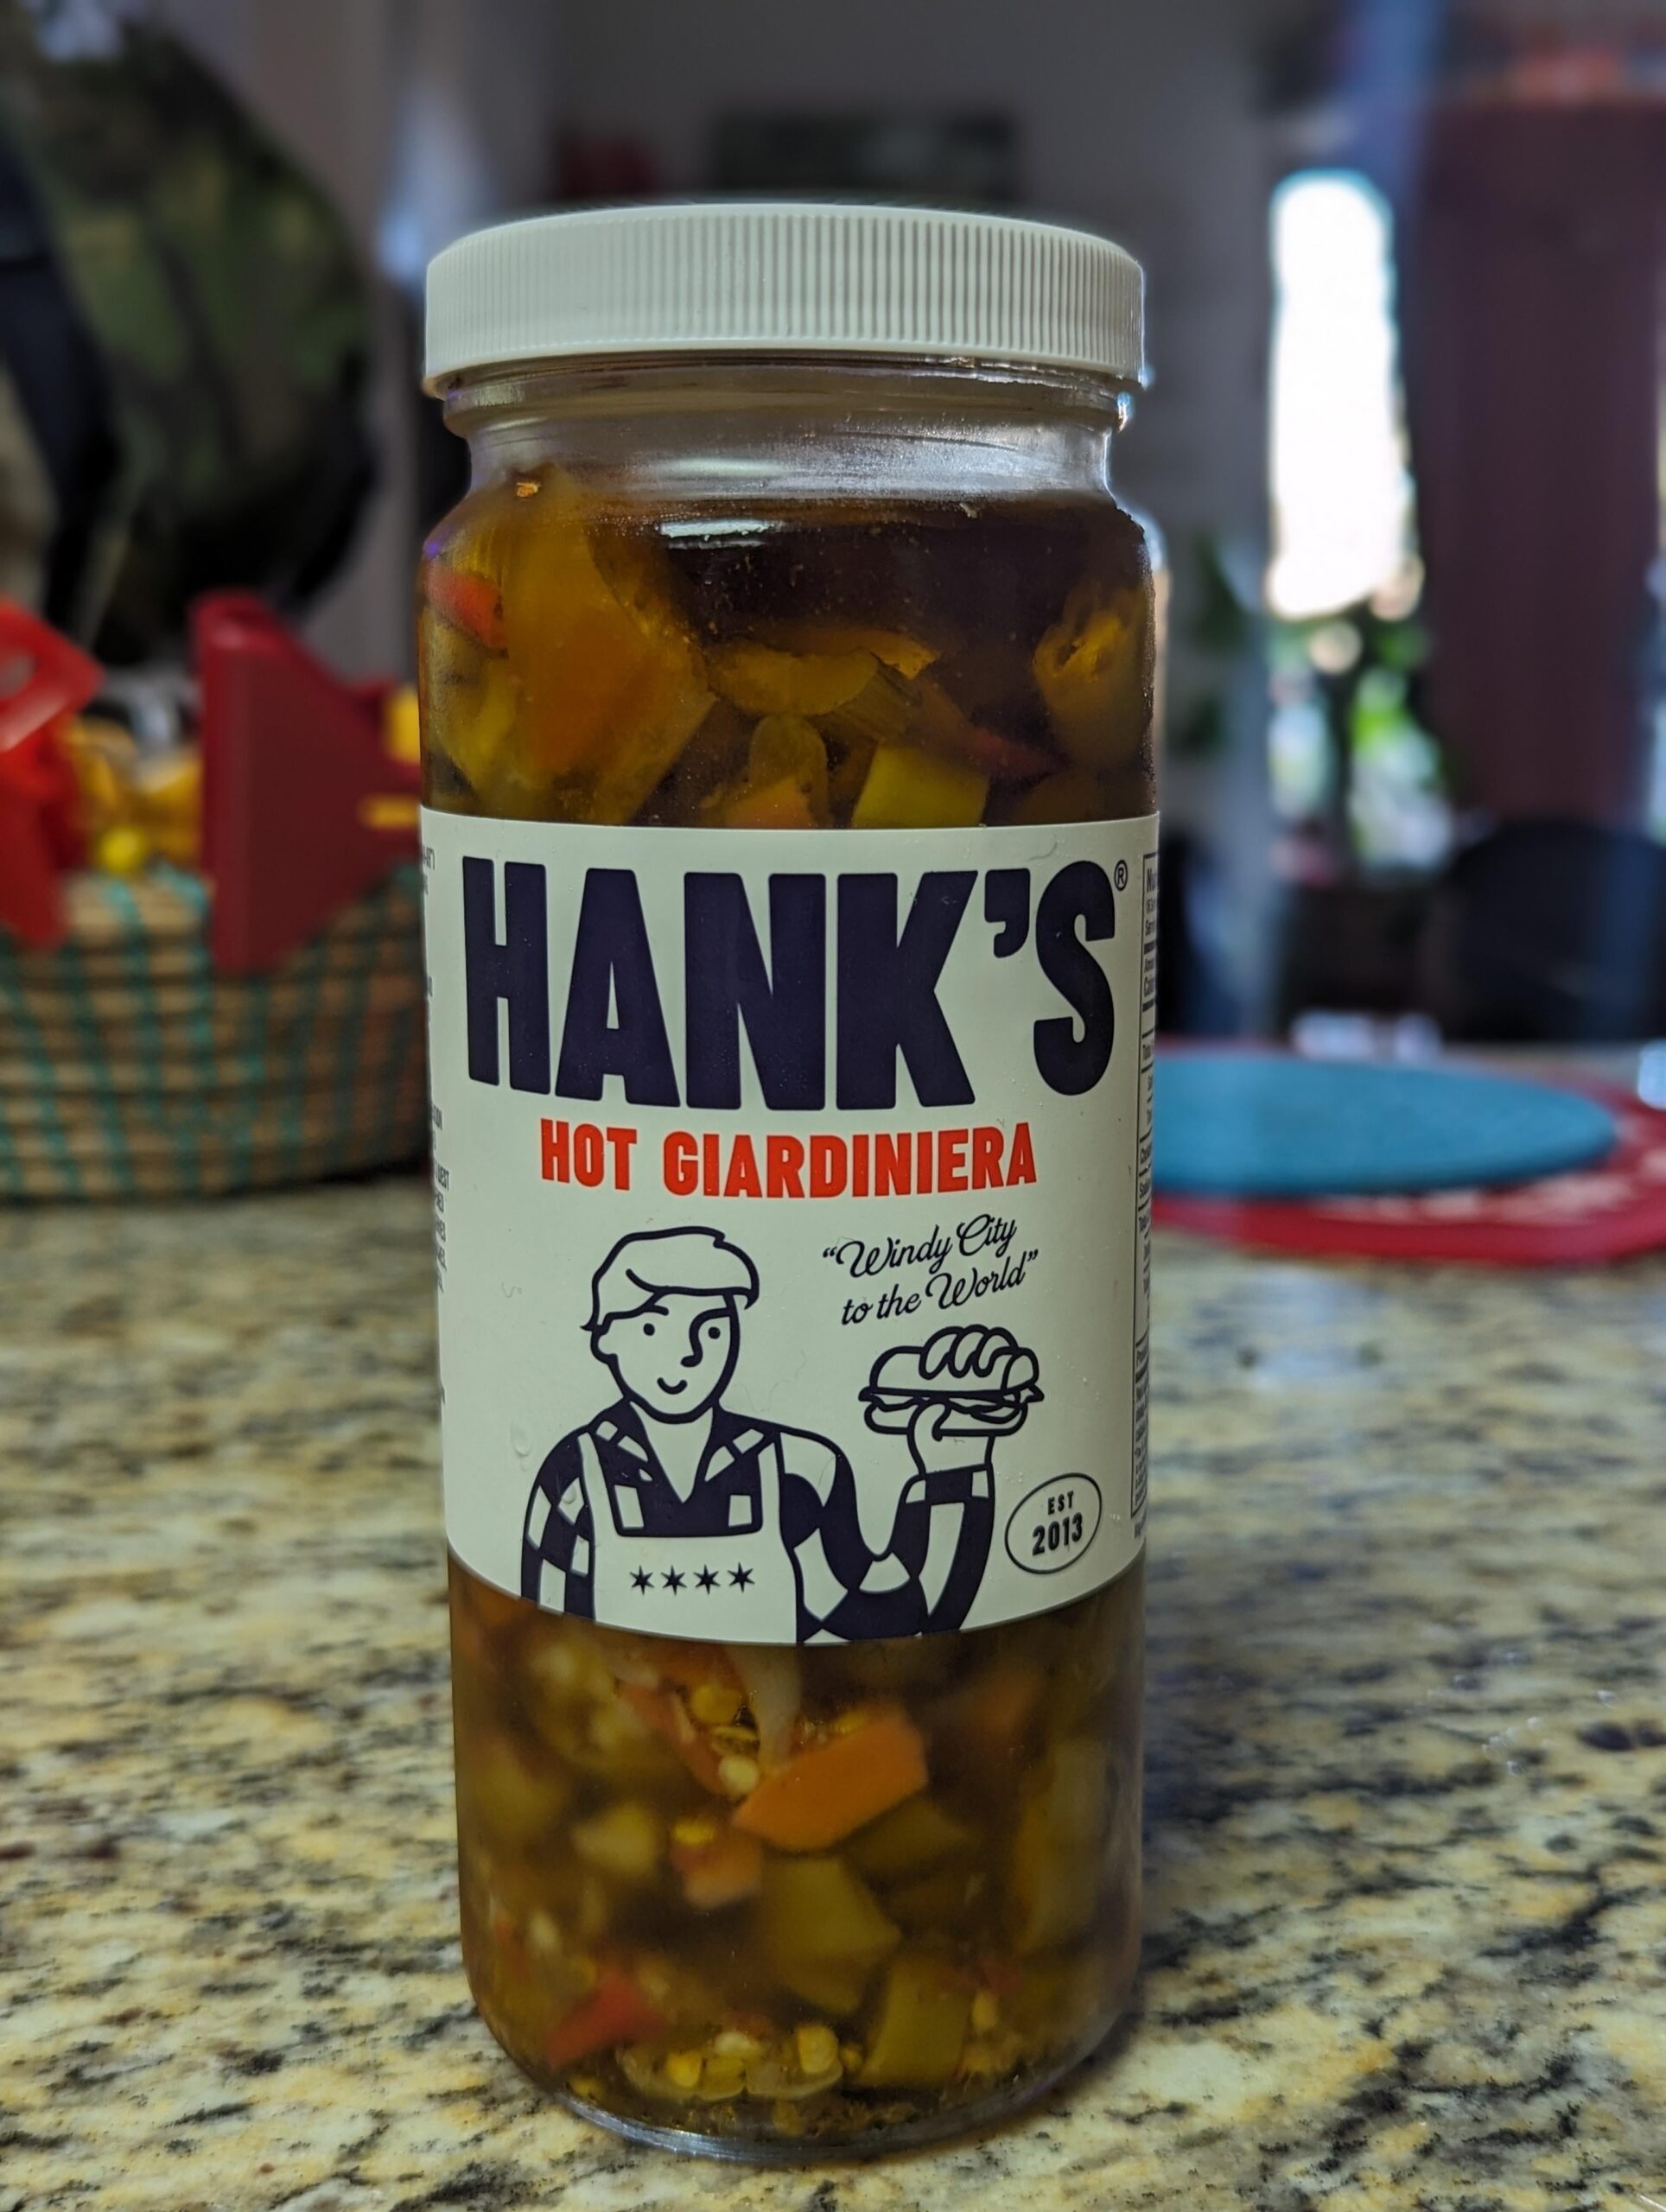 HANK'S®
HOT GIARDINIERA
“Windy City
to the World”
EST
2013